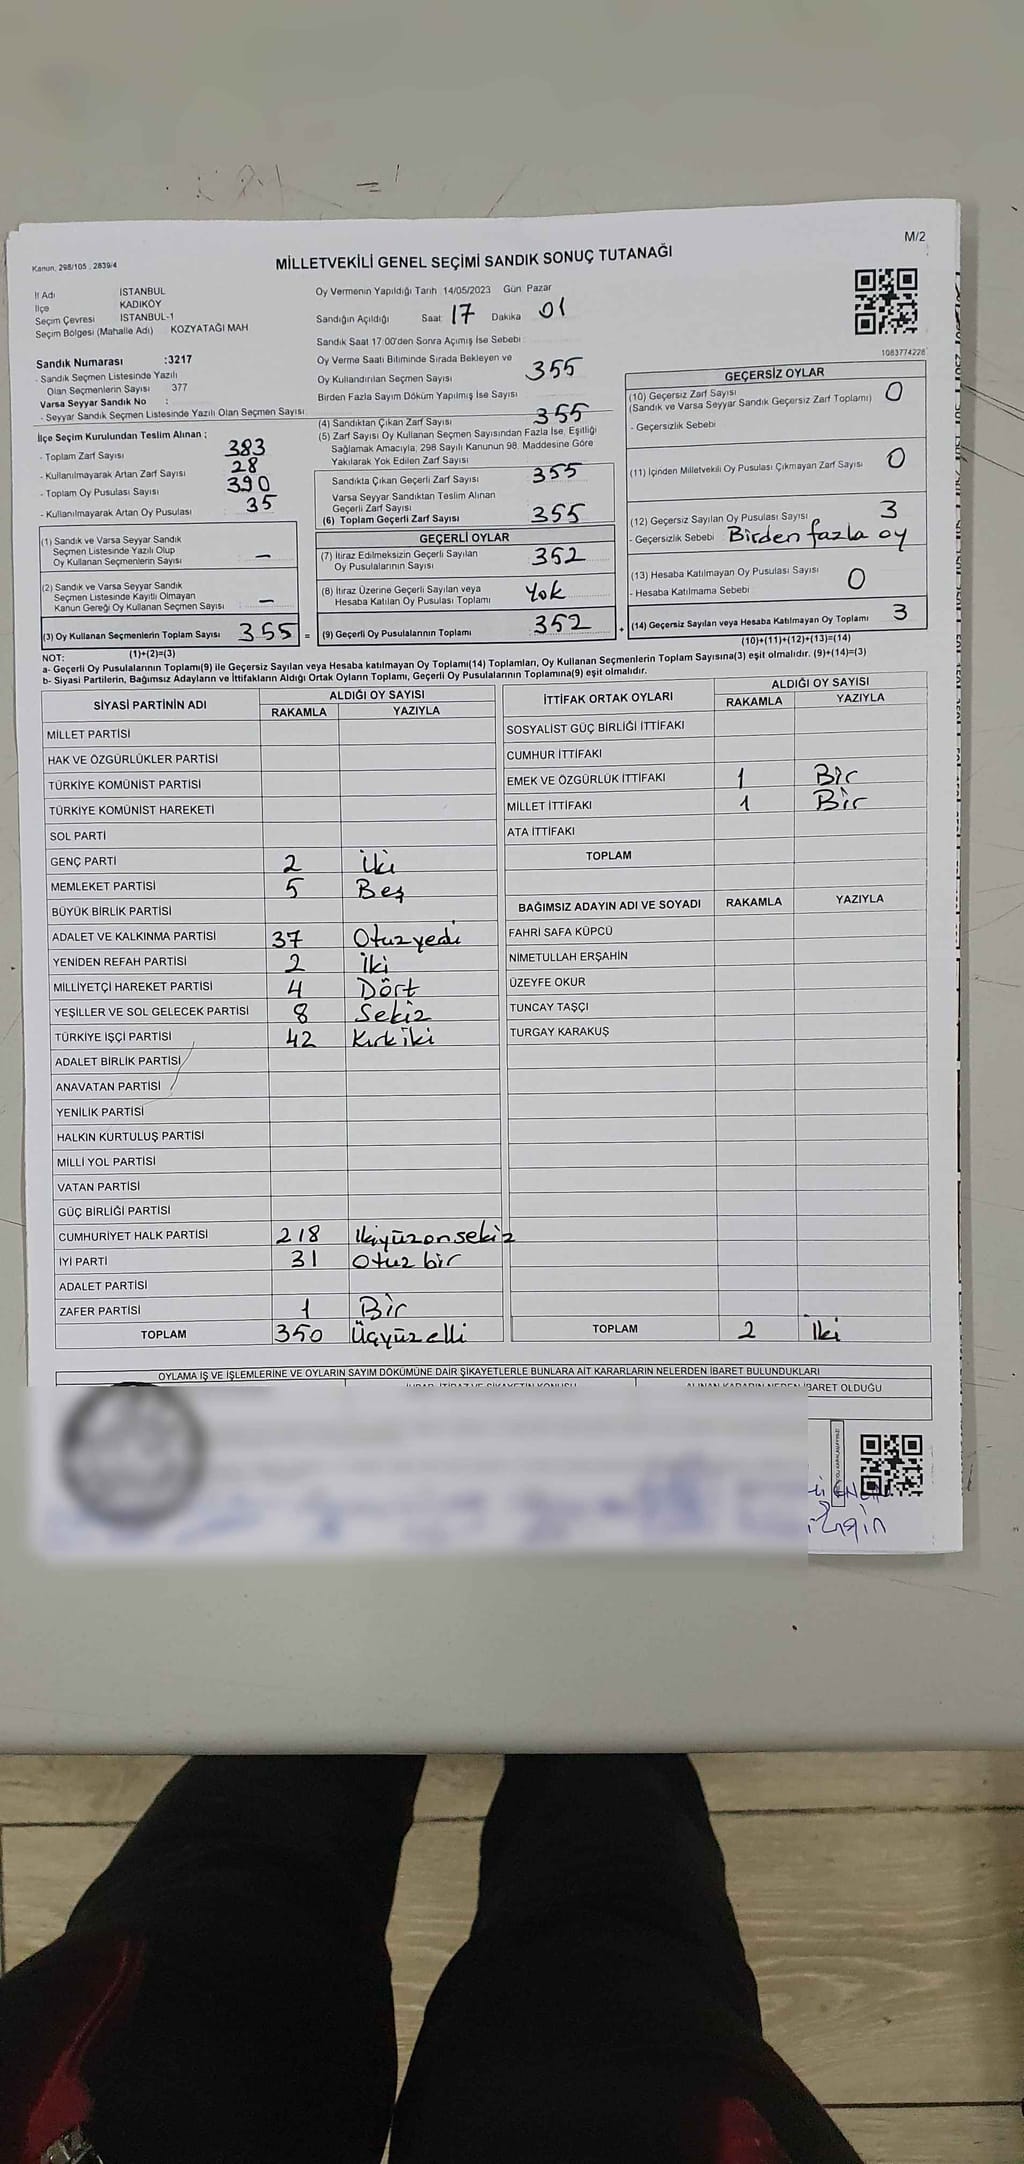 M/2
Kanun, 298/105 , 2839/4
MİLLETVEKİLİ GENEL SEÇİMİ SANDIK SONUÇ TUTANAĞI
İl Adı İSTANBUL
İlçe KADIKÖY
Seçim Çevresi İSTANBUL-1
Seçim Bölgesi (Mahalle Adı) KOZYATAĞI MAH
Sandık Numarası :3217
- Sandık Seçmen Listesinde Yazılı
Olan Seçmenlerin Sayısı 377
Varsa Seyyar Sandık No :
- Seyyar Sandık Seçmen Listesinde Yazılı Olan Seçmen Sayısı
İlçe Seçim Kurulundan Teslim Alınan ;
- Toplam Zarf Sayısı 383
- Kullanılmayarak Artan Zarf Sayısı 28
- Toplam Oy Pusulası Sayısı 390
- Kullanılmayarak Artan Oy Pusulası 35
(1) Sandık ve Varsa Seyyar Sandık
Seçmen Listesinde Yazılı Olup
Oy Kullanan Seçmenlerin Sayısı –
(2) Sandık ve Varsa Seyyar Sandık
Seçmen Listesinde Kayıtlı Olmayan
Kanun Gereği Oy Kullanan Seçmen Sayısı –
(3) Oy Kullanan Seçmenlerin Toplam Sayısı 355 =
(1)+(2)=(3)
Oy Vermenin Yapıldığı Tarih 14/05/2023 Gün Pazar
Sandığın Açıldığı Saat 17 Dakika 01
Sandık Saat 17:00'den Sonra Açımış İse Sebebi :
Oy Verme Saati Bitiminde Sırada Bekleyen ve
Oy Kullandırılan Seçmen Sayısı 355
Birden Fazla Sayım Döküm Yapılmış İse Sayısı
(4) Sandıktan Çıkan Zarf Sayısı 355
(5) Zarf Sayısı Oy Kullanan Seçmen Sayısından Fazla İse, Eşitliği
Sağlamak Amacıyla; 298 Sayılı Kanunun 98. Maddesine Göre
Yakılarak Yok Edilen Zarf Sayısı
Sandıkta Çıkan Geçerli Zarf Sayısı 355
Varsa Seyyar Sandıktan Teslim Alınan
Geçerli Zarf Sayısı
(6) Toplam Geçerli Zarf Sayısı 355
GEÇERLİ OYLAR
(7) İtiraz Edilmeksizin Geçerli Sayılan
Oy Pusulalarının Sayısı 352
(8) İtiraz Üzerine Geçerli Sayılan veya
Hesaba Katılan Oy Pusulası Toplamı Yok
(9) Geçerli Oy Pusulalarının Toplamı 352 +
1083774226
GEÇERSİZ OYLAR
(10) Geçersiz Zarf Sayısı 0
(Sandık ve Varsa Seyyar Sandık Geçersiz Zarf Toplamı)
- Geçersizlik Sebebi
(11) İçinden Milletvekili Oy Pusulası Çıkmayan Zarf Sayısı 0
(12) Geçersiz Sayılan Oy Pusulası Sayısı 3
- Geçersizlik Sebebi Birden fazla oy
(13) Hesaba Katılmayan Oy Pusulası Sayısı 0
- Hesaba Katılmama Sebebi
(14) Geçersiz Sayılan veya Hesaba Katılmayan Oy Toplamı 3
(10)+(11)+(12)+(13)=(14)
NOT:
a- Geçerli Oy Pusulalarının Toplamı(9) ile Geçersiz Sayılan veya Hesaba katılmayan Oy Toplamı(14) Toplamları, Oy Kullanan Seçmenlerin Toplam Sayısına(3) eşit olmalıdır. (9)+(14)=(3)
b- Siyasi Partilerin, Bağımsız Adayların ve İttifakların Aldığı Ortak Oyların Toplamı, Geçerli Oy Pusulalarının Toplamına(9) eşit olmalıdır.
SİYASİ PARTİNİN ADI ALDIĞI OY SAYISI
RAKAMLA YAZIYLA
MİLLET PARTİSİ
HAK VE ÖZGÜRLÜKLER PARTİSİ
TÜRKİYE KOMÜNİST PARTİSİ
TÜRKİYE KOMÜNİST HAREKETİ
SOL PARTİ
GENÇ PARTİ 2 İki
MEMLEKET PARTİSİ 5 Beş
BÜYÜK BİRLİK PARTİSİ
ADALET VE KALKINMA PARTİSİ 37 Otuzyedi
YENİDEN REFAH PARTİSİ 2 İki
MİLLİYETÇİ HAREKET PARTİSİ 4 Dört
YEŞİLLER VE SOL GELECEK PARTİSİ 8 Sekiz
TÜRKİYE İŞÇİ PARTİSİ 42 Kırkiki
ADALET BİRLİK PARTİSİ
ANAVATAN PARTİSİ
YENİLİK PARTİSİ
HALKIN KURTULUŞ PARTİSİ
MİLLİ YOL PARTİSİ
VATAN PARTİSİ
GÜÇ BİRLİĞİ PARTİSİ
CUMHURİYET HALK PARTİSİ 218 İkiyüzonsekiz
İYİ PARTİ 31 Otuz bir
ADALET PARTİSİ
ZAFER PARTİSİ 1 Bir
TOPLAM 350 Üçyüzelli
İTTİFAK ORTAK OYLARI ALDIĞI OY SAYISI
RAKAMLA YAZIYLA
SOSYALİST GÜÇ BİRLİĞİ İTTİFAKI
CUMHUR İTTİFAKI
EMEK VE ÖZGÜRLÜK İTTİFAKI 1 Bir
MİLLET İTTİFAKI 1 Bir
ATA İTTİFAKI
TOPLAM
BAĞIMSIZ ADAYIN ADI VE SOYADI RAKAMLA YAZIYLA
FAHRİ SAFA KÜPCÜ
NİMETULLAH ERŞAHİN
ÜZEYFE OKUR
TUNCAY TAŞÇI
TURGAY KARAKUŞ
TOPLAM 2 İki
OYLAMA İŞ VE İŞLEMLERİNE VE OYLARIN SAYIM DÖKÜMÜNE DAİR ŞİKAYETLERLE BUNLARA AİT KARARLARIN NELERDEN İBARET BULUNDUKLARI
İBARET OLDUĞU